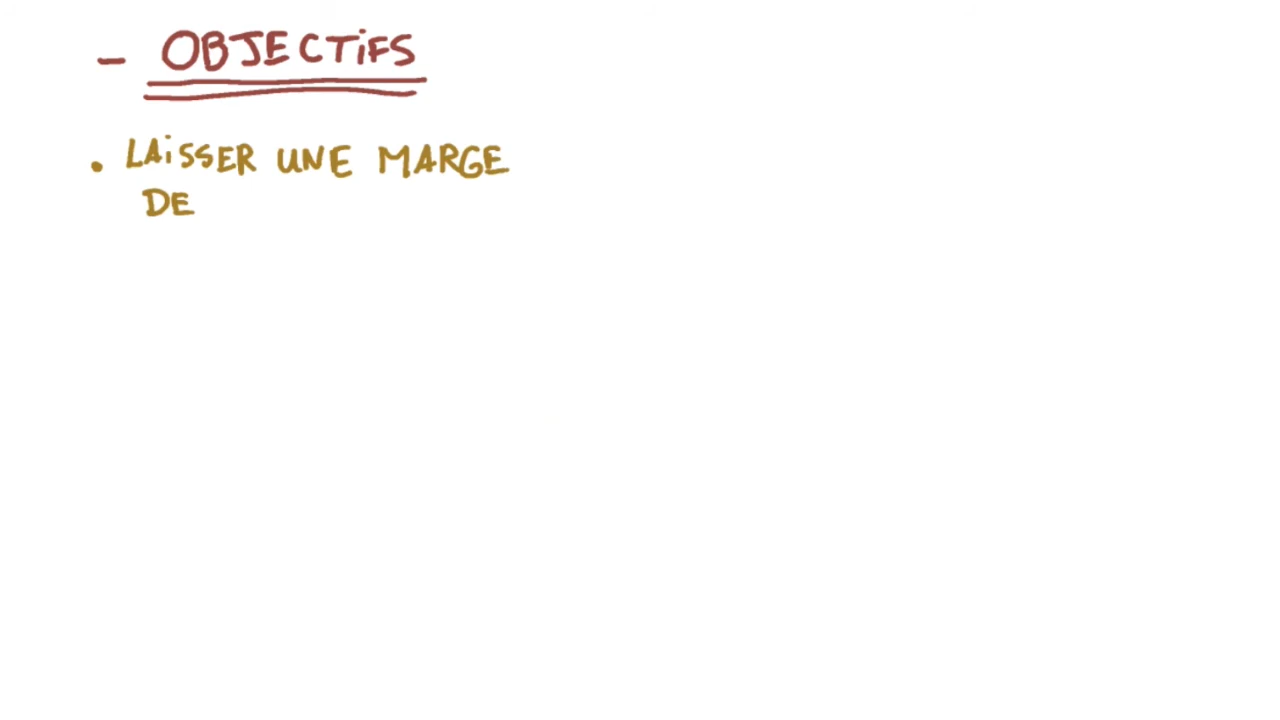 - OBJECTiFS
• LAiSSER UNE MARGE
DE